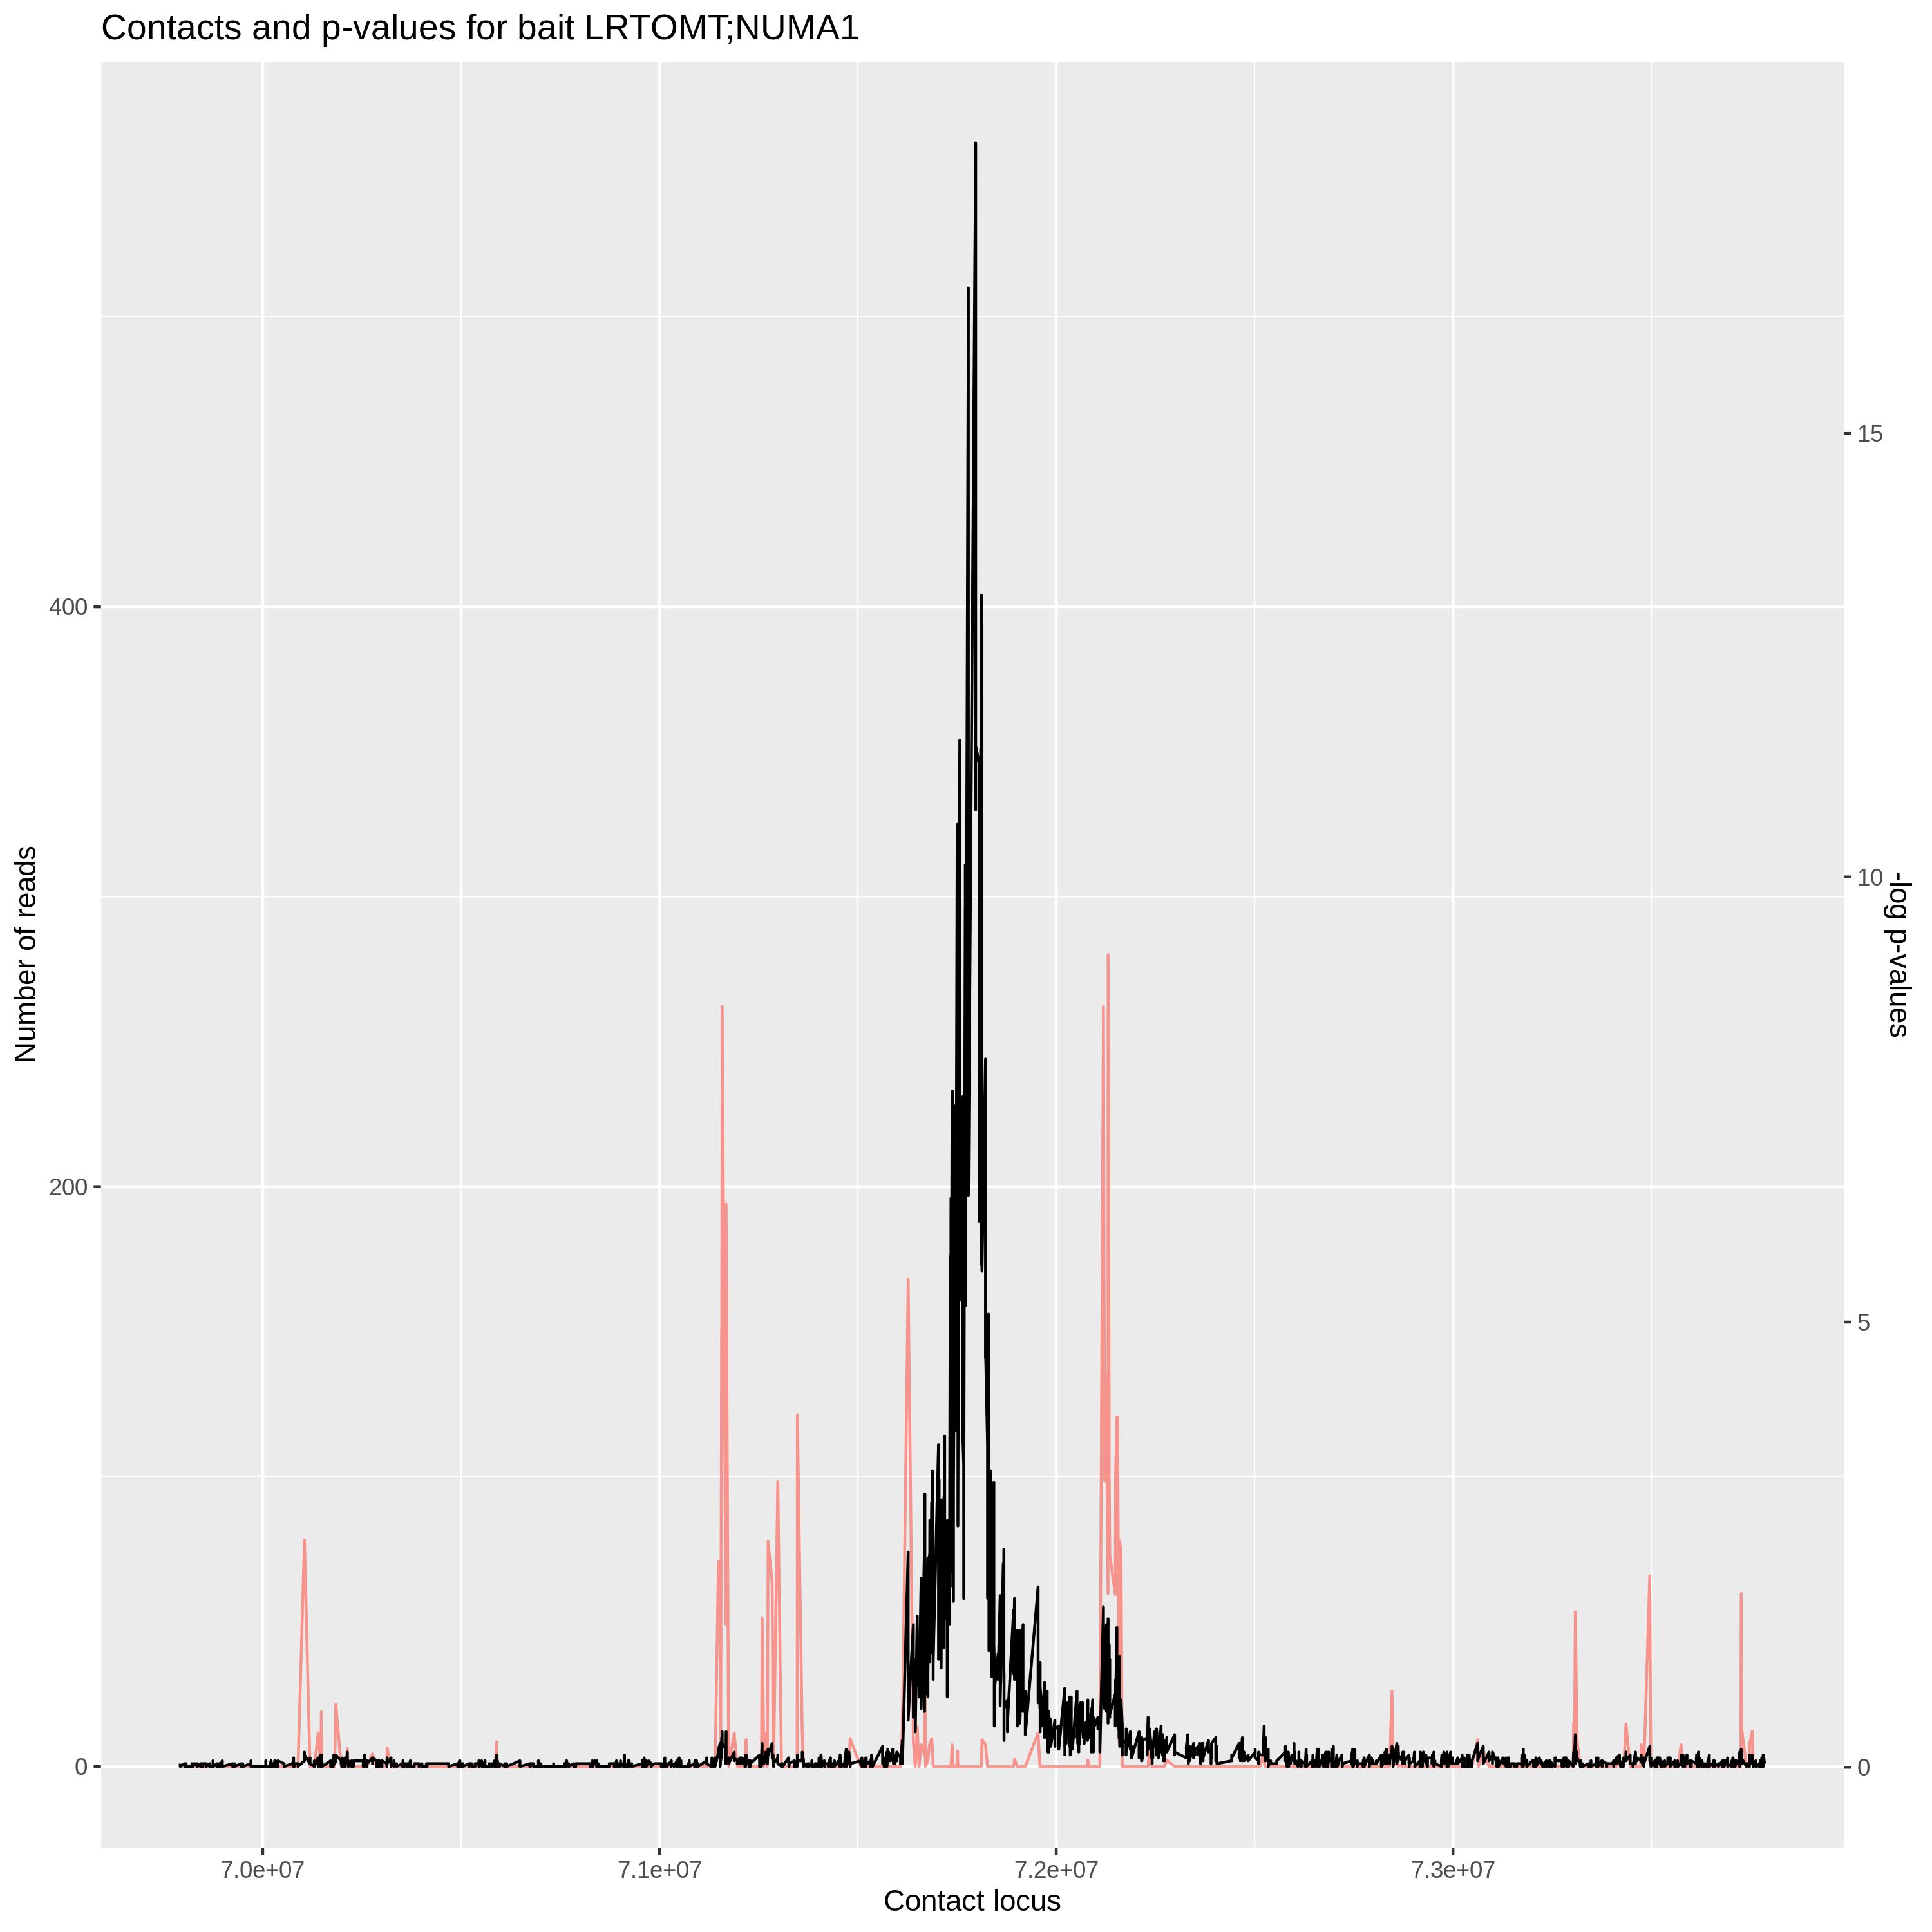 Contacts and p-values for bait LRTOMT;NUMA1
Number of reads
400
200
0
15
10
5
0
-log p-values
7.0e+07
7.1e+07
7.2e+07
7.3e+07
Contact locus